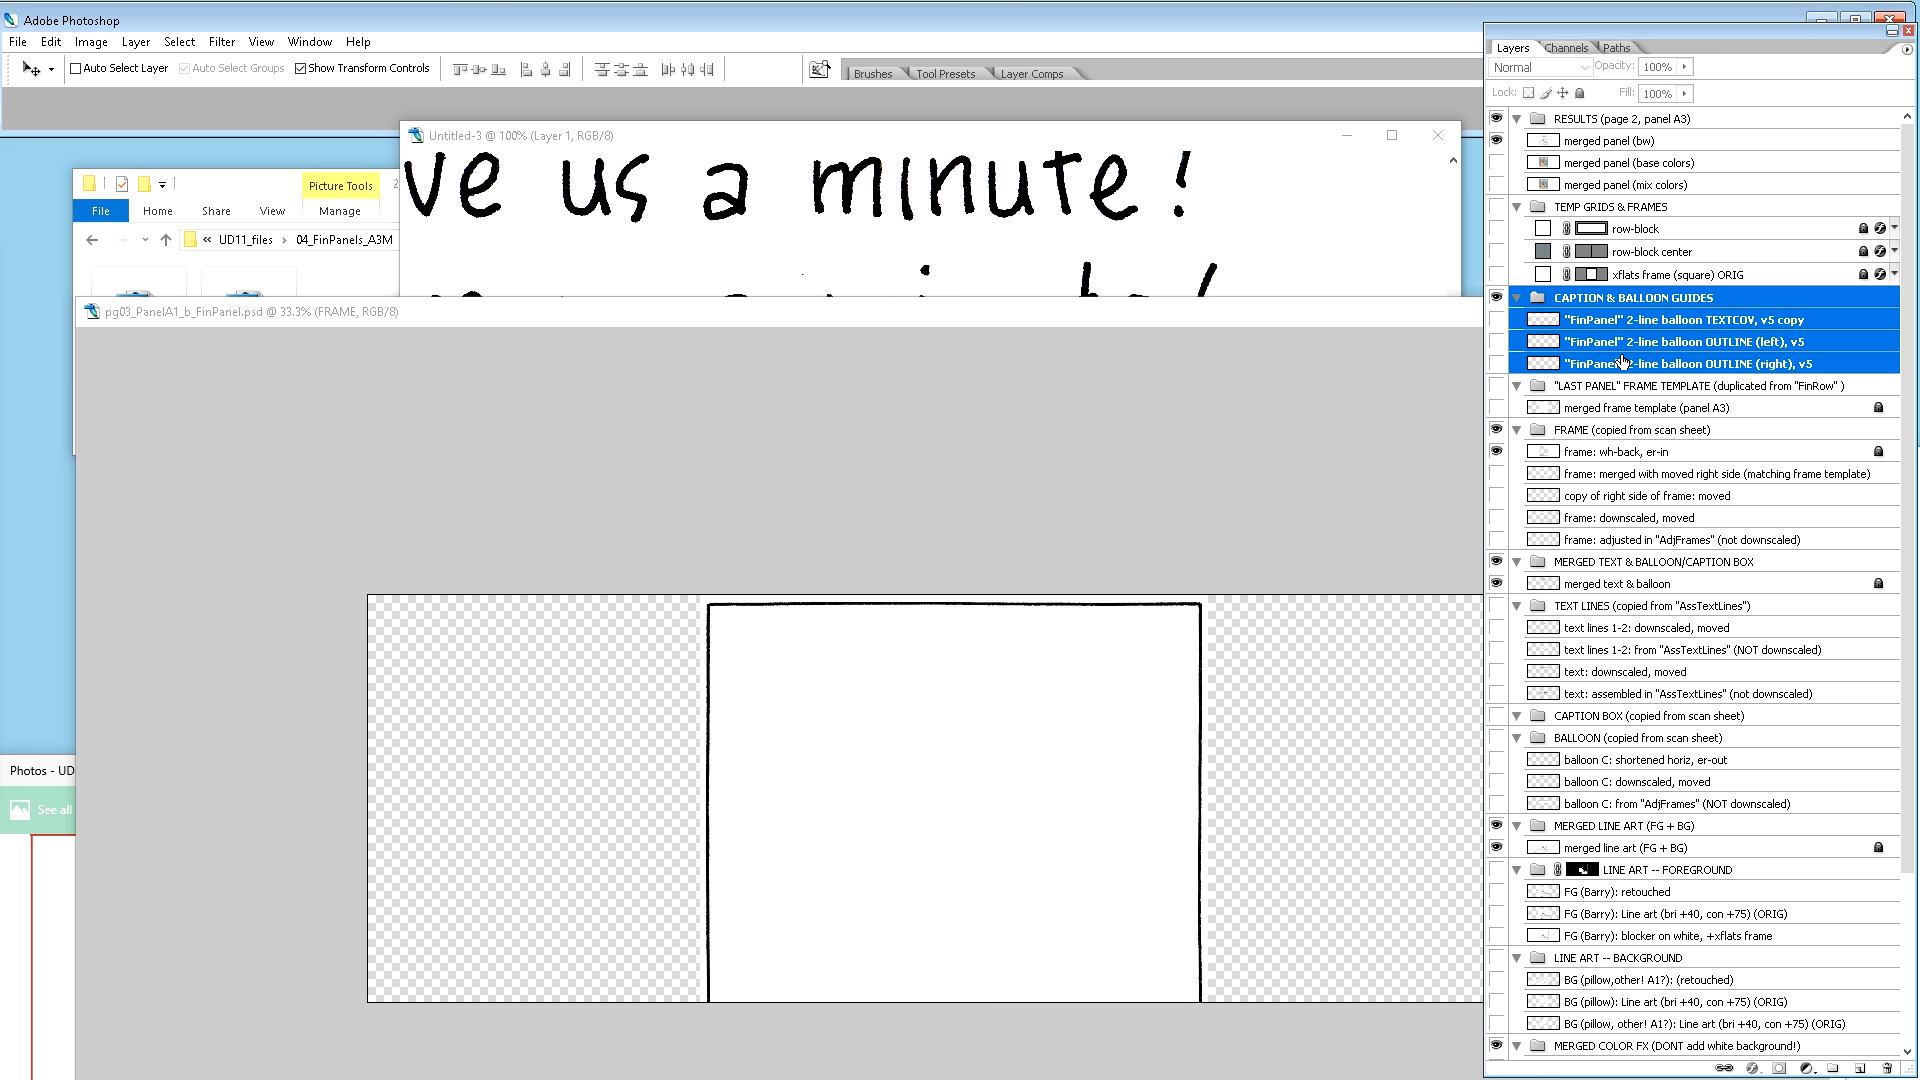 Adobe Photoshop
File Edit Image Layer Select Filter View Window Help
Auto Select Layer Auto Select Groups Show Transform Controls
Brushes Tool Presets Layer Comps
Untitled-3 @ 100% (Layer 1, RGB/8)
ve us a minute!
Picture Tools
File Home Share View Manage
« UD11_files › 04_FinPanels_A3M
pg03_PanelA1_b_FinPanel.psd @ 33.3% (FRAME, RGB/8)
Photos - UD
See all
Layers Channels Paths
Normal Opacity: 100%
Lock: Fill: 100%
RESULTS (page 2, panel A3)
merged panel (bw)
merged panel (base colors)
merged panel (mix colors)
TEMP GRIDS & FRAMES
row-block
row-block center
xflats frame (square) ORIG
CAPTION & BALLOON GUIDES
"FinPanel" 2-line balloon TEXTCOV, v5 copy
"FinPanel" 2-line balloon OUTLINE (left), v5
"FinPanel" 2-line balloon OUTLINE (right), v5
"LAST PANEL" FRAME TEMPLATE (duplicated from "FinRow" )
merged frame template (panel A3)
FRAME (copied from scan sheet)
frame: wh-back, er-in
frame: merged with moved right side (matching frame template)
copy of right side of frame: moved
frame: downscaled, moved
frame: adjusted in "AdjFrames" (not downscaled)
MERGED TEXT & BALLOON/CAPTION BOX
merged text & balloon
TEXT LINES (copied from "AssTextLines")
text lines 1-2: downscaled, moved
text lines 1-2: from "AssTextLines" (NOT downscaled)
text: downscaled, moved
text: assembled in "AssTextLines" (not downscaled)
CAPTION BOX (copied from scan sheet)
BALLOON (copied from scan sheet)
balloon C: shortened horiz, er-out
balloon C: downscaled, moved
balloon C: from "AdjFrames" (NOT downscaled)
MERGED LINE ART (FG + BG)
merged line art (FG + BG)
LINE ART -- FOREGROUND
FG (Barry): retouched
FG (Barry): Line art (bri +40, con +75) (ORIG)
FG (Barry): blocker on white, +xflats frame
LINE ART -- BACKGROUND
BG (pillow,other! A1?): (retouched)
BG (pillow): Line art (bri +40, con +75) (ORIG)
BG (pillow, other! A1?): Line art (bri +40, con +75) (ORIG)
MERGED COLOR FX (DONT add white background!)